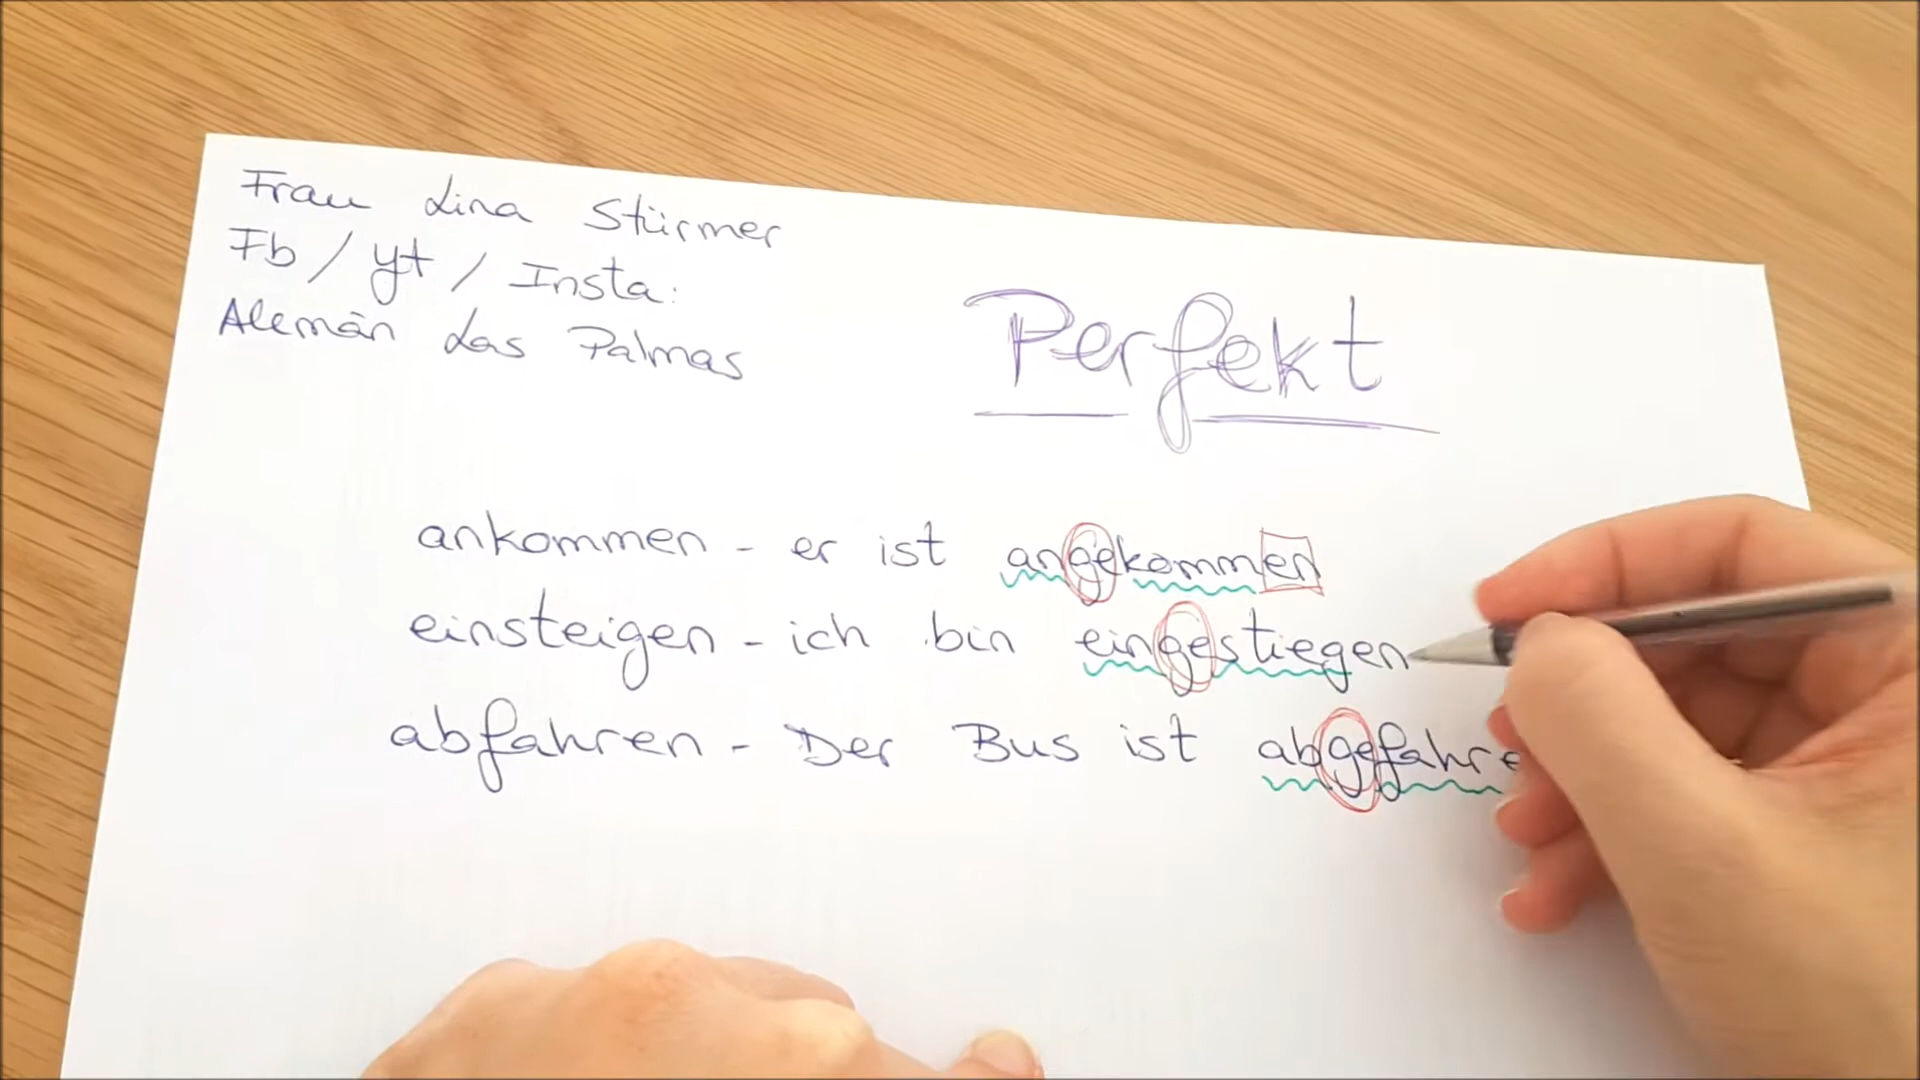 Frau Lina Stürmer
Fb / yt / Insta:
Alemán Las Palmas
Perfekt
ankommen - er ist angekommen
einsteigen - ich bin eingestiegen
abfahren - Der Bus ist abgefahre